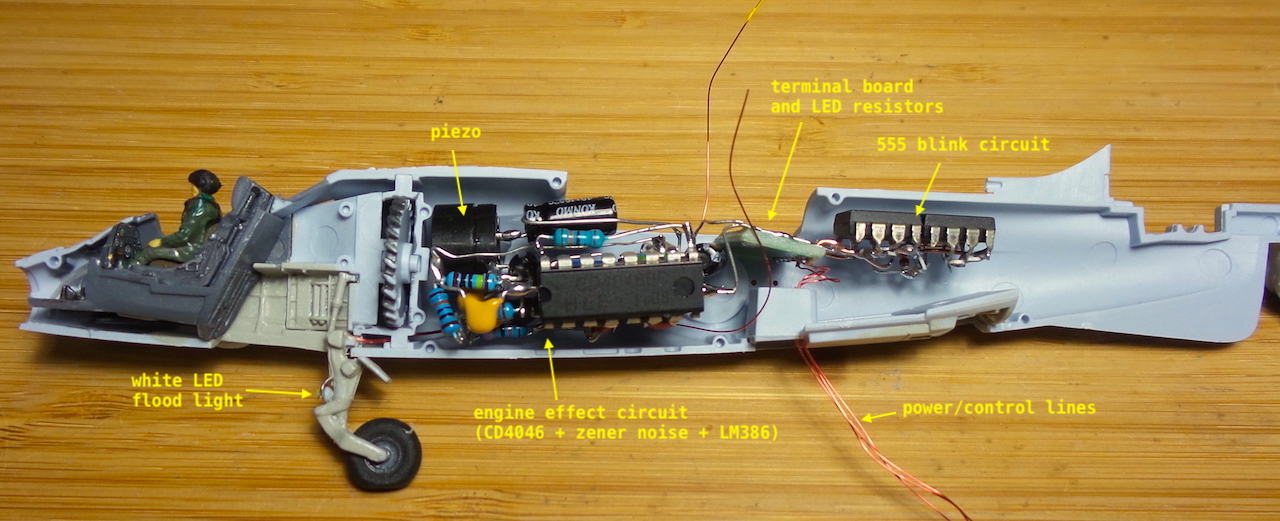 terminal board
and LED resistors
piezo
555 blink circuit
KONMO
white LED
flood light
engine effect circuit
(CD4046 + zener noise + LM386)
power/control lines